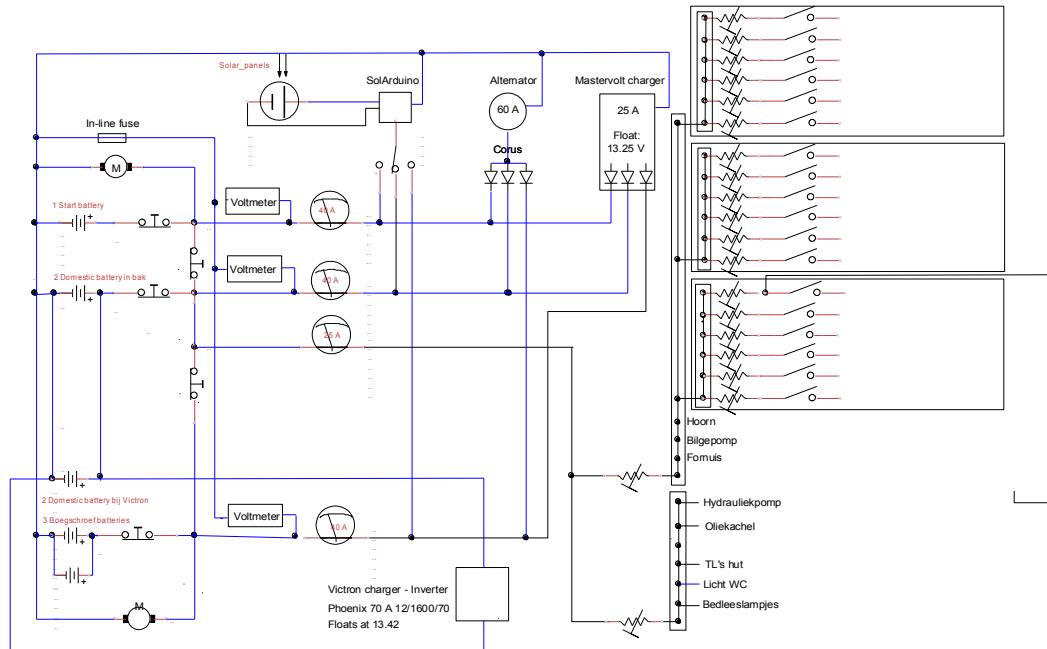 Solar_panels
SolArduino
Alternator
Mastervolt charger
60 A
25 A
Float:
13.25 V
In-line fuse
Corus
M
1 Start battery
Voltmeter
40 A
2 Domestic battery in bak
Voltmeter
40 A
25 A
Hoorn
Bilgepomp
Fornuis
2 Domestic battery bij Victron
3 Boegschroef batteries
Voltmeter
40 A
Hydrauliekpomp
Oliekachel
TL's hut
Licht WC
Bedleeslampjes
M
Victron charger - Inverter
Phoenix 70 A 12/1600/70
Floats at 13.42